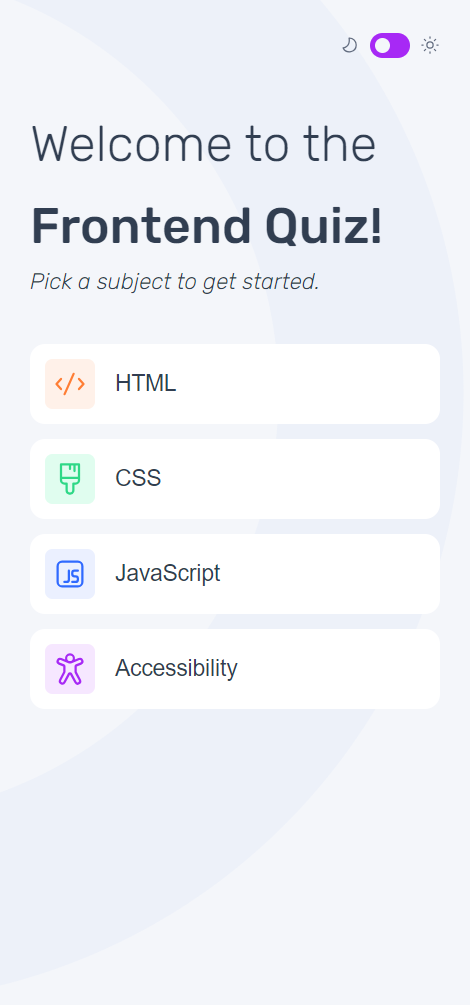 Welcome to the
Frontend Quiz!
Pick a subject to get started.
HTML
CSS
JS
JavaScript
Accessibility